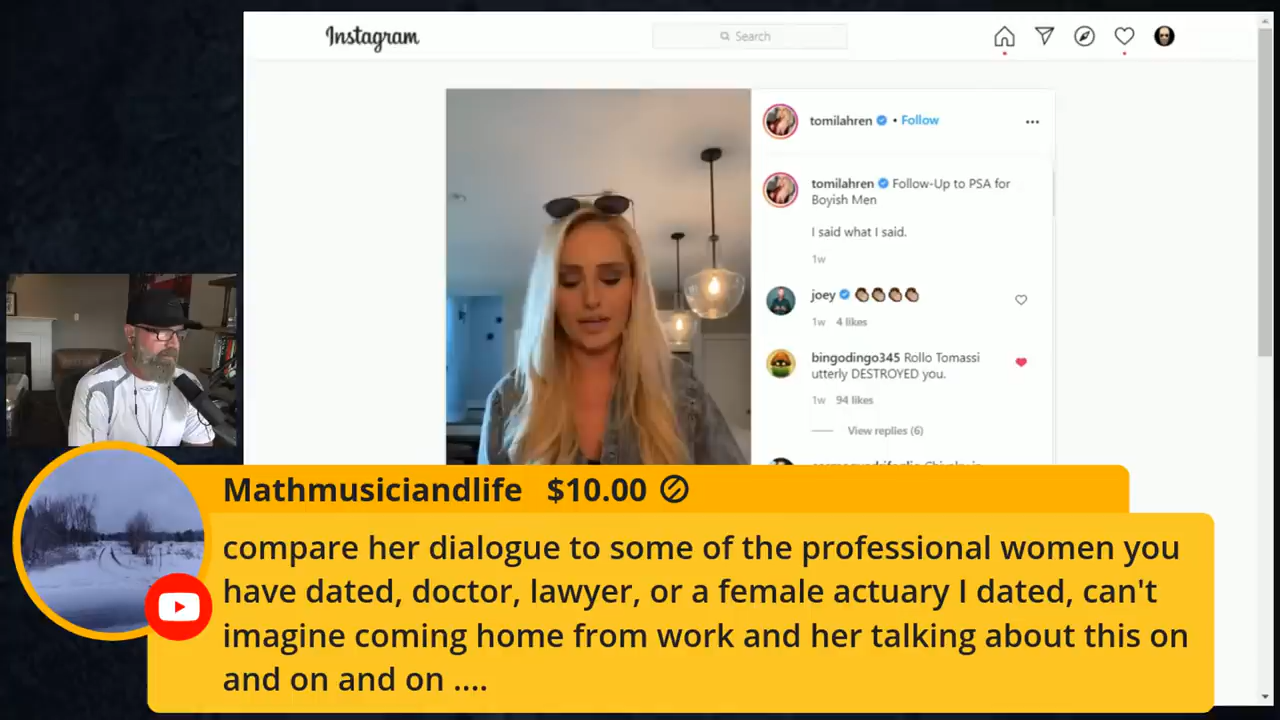 Instagram
Search
tomilahren • Follow
tomilahren Follow-Up to PSA for
Boyish Men
I said what I said.
1w
joey
1w 4 likes
bingodingo345 Rollo Tomassi
utterly DESTROYED you.
1w 94 likes
View replies (6)
Mathmusiciandlife $10.00
compare her dialogue to some of the professional women you
have dated, doctor, lawyer, or a female actuary I dated, can't
imagine coming home from work and her talking about this on
and on and on ....